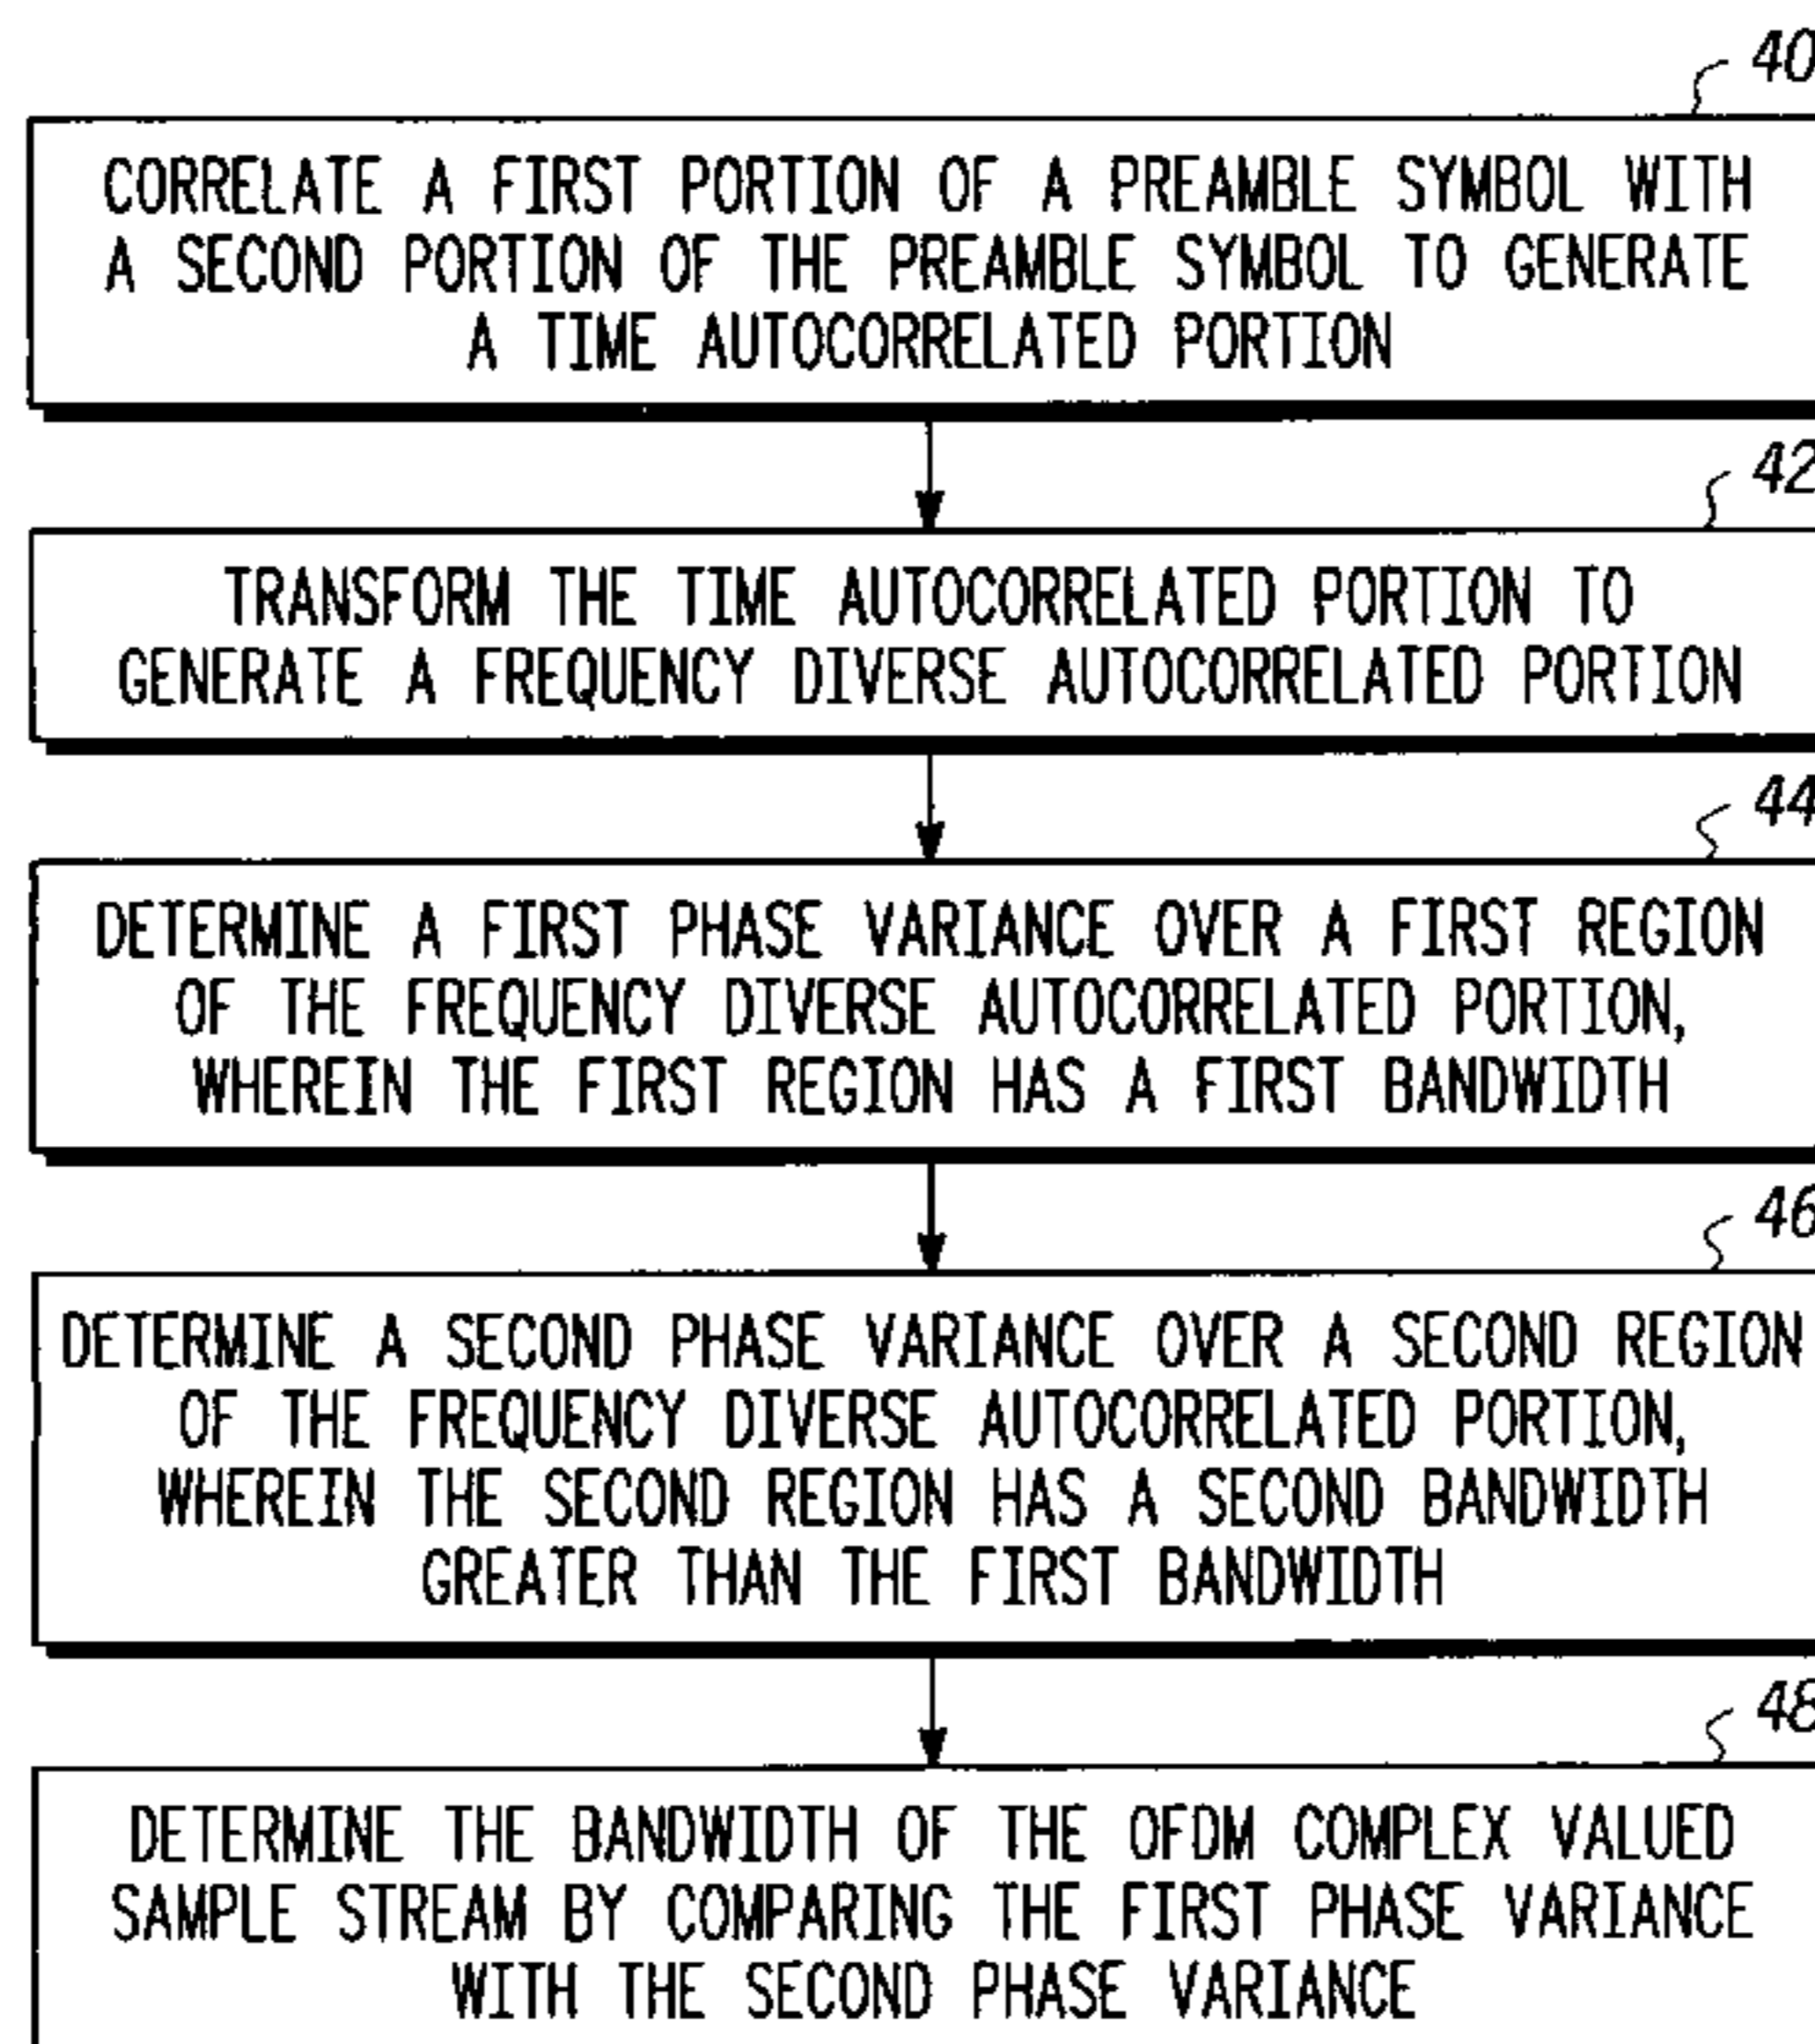 40
CORRELATE A FIRST PORTION OF A PREAMBLE SYMBOL WITH
A SECOND PORTION OF THE PREAMBLE SYMBOL TO GENERATE
A TIME AUTOCORRELATED PORTION
42
TRANSFORM THE TIME AUTOCORRELATED PORTION TO
GENERATE A FREQUENCY DIVERSE AUTOCORRELATED PORTION
44
DETERMINE A FIRST PHASE VARIANCE OVER A FIRST REGION
OF THE FREQUENCY DIVERSE AUTOCORRELATED PORTION,
WHEREIN THE FIRST REGION HAS A FIRST BANDWIDTH
46
DETERMINE A SECOND PHASE VARIANCE OVER A SECOND REGION
OF THE FREQUENCY DIVERSE AUTOCORRELATED PORTION,
WHEREIN THE SECOND REGION HAS A SECOND BANDWIDTH
GREATER THAN THE FIRST BANDWIDTH
48
DETERMINE THE BANDWIDTH OF THE OFDM COMPLEX VALUED
SAMPLE STREAM BY COMPARING THE FIRST PHASE VARIANCE
WITH THE SECOND PHASE VARIANCE